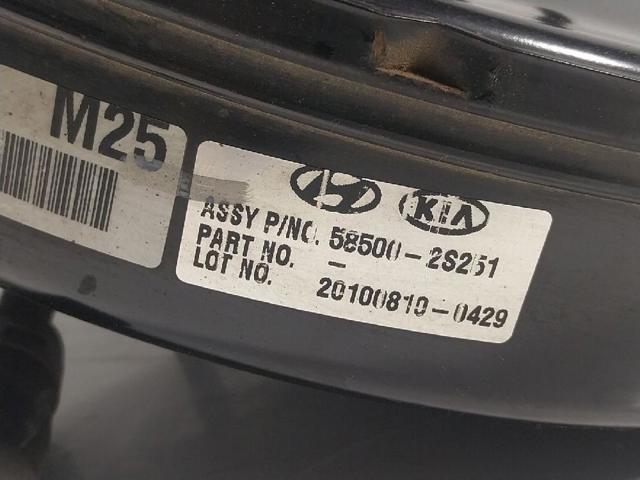 M25
KIA
ASSY P/NO. 58500-2S251
PART NO. -
LOT NO. 20100810-0429